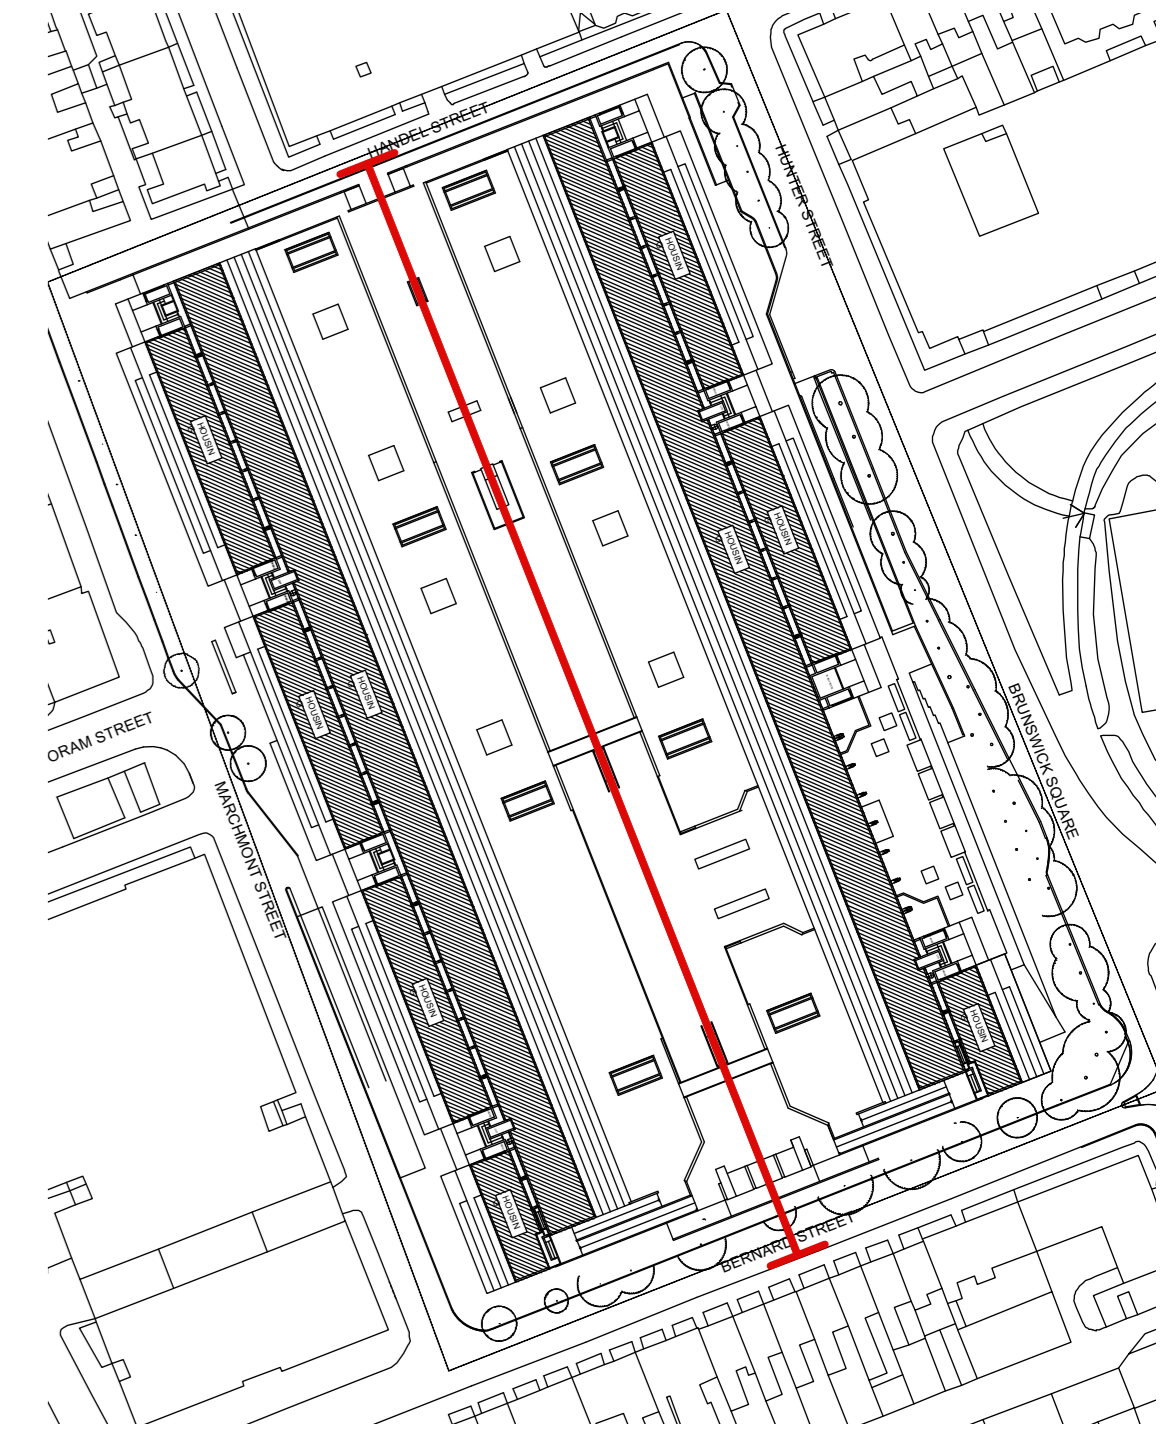 HANDEL STREET
HUNTER STREET
HOUSIN
HOUSIN
HOUSIN
HOUSIN
HOUSIN
HOUSIN
ORAM STREET
MARCHMONT STREET
BRUNSWICK SQUARE
HOUSIN
HOUSIN
HOUSIN
BERNARD STREET